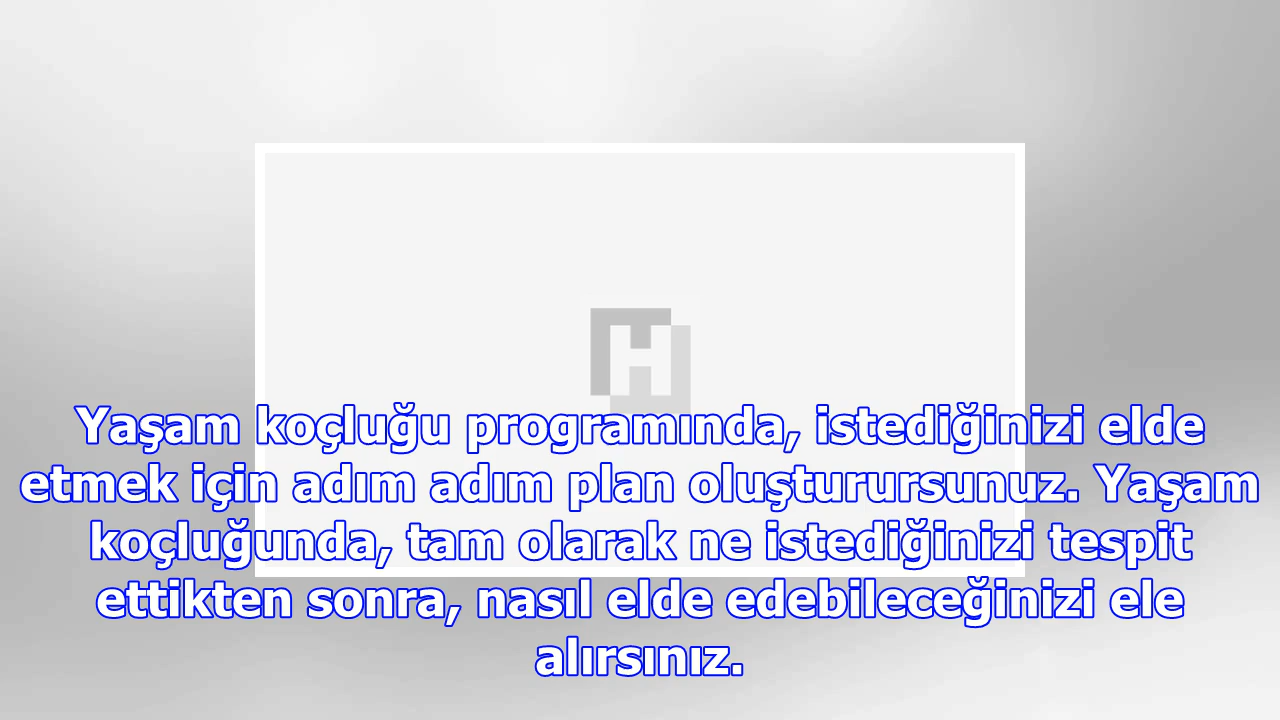 H
Yaşam koçluğu programında, istediğinizi elde
etmek için adım adım plan oluşturursunuz. Yaşam
koçluğunda, tam olarak ne istediğinizi tespit
ettikten sonra, nasıl elde edebileceğinizi ele
alırsınız.